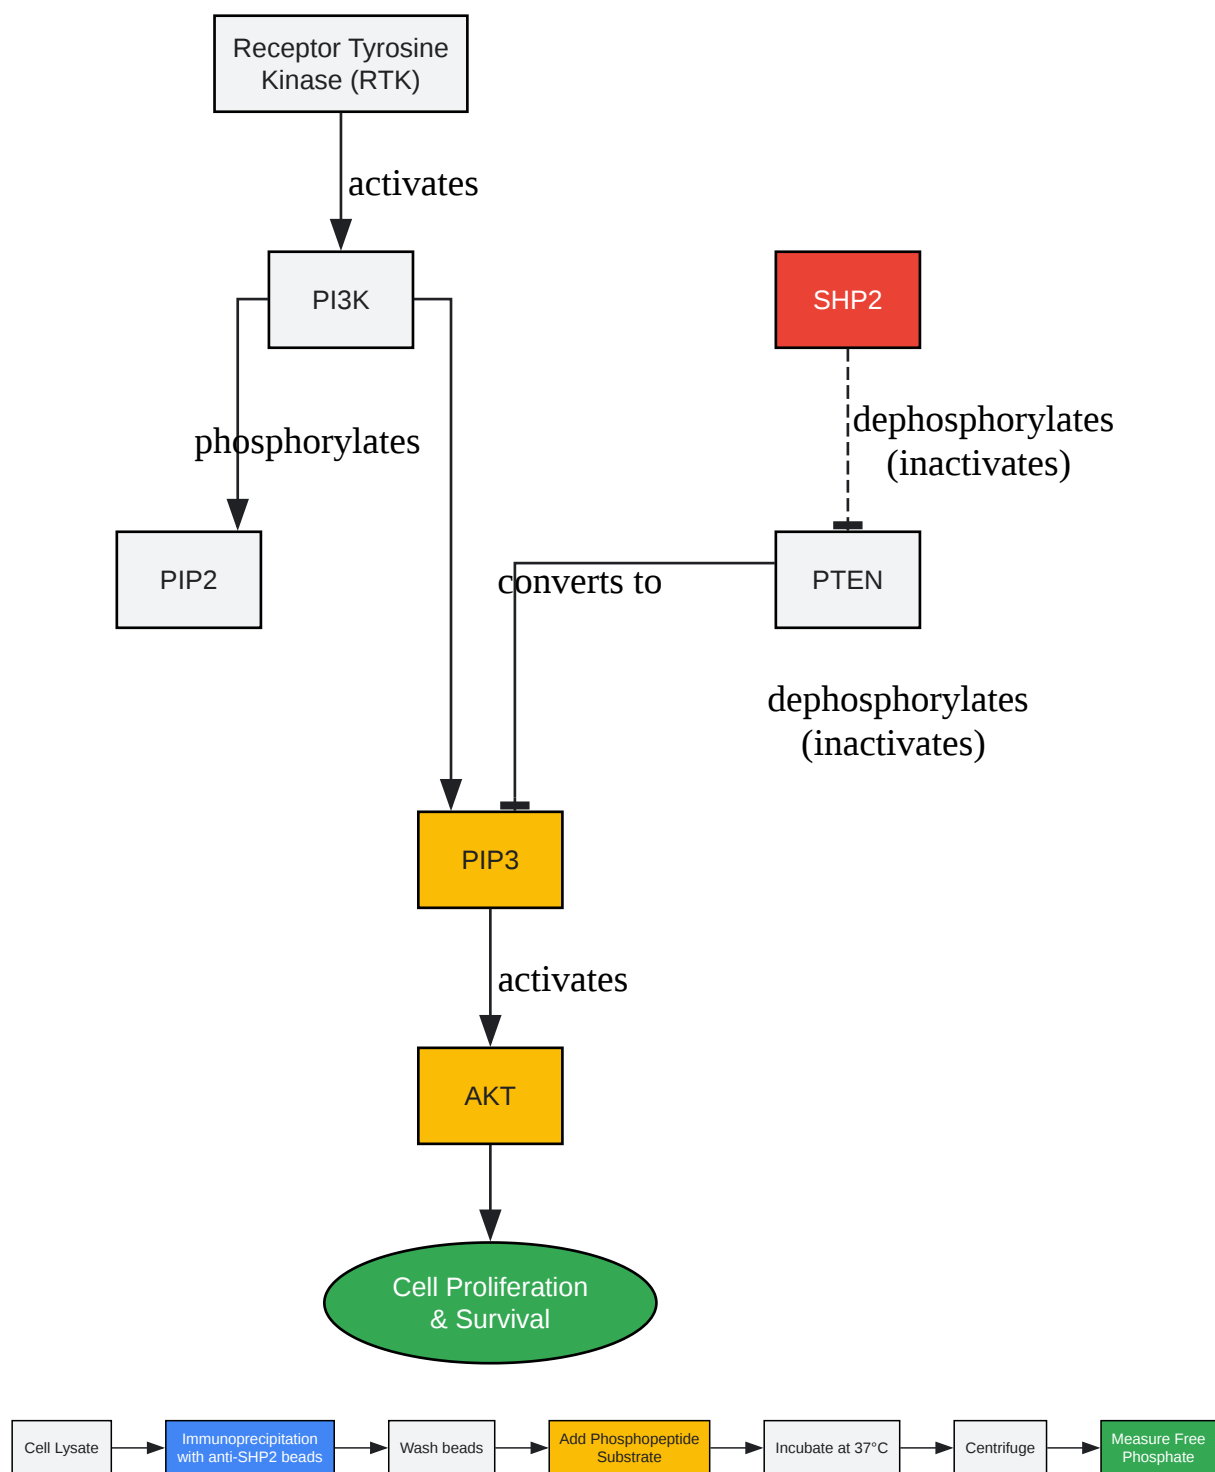 Receptor Tyrosine
Kinase (RTK)
activates
PI3K
SHP2
phosphorylates
dephosphorylates
(inactivates)
PIP2
converts to
PTEN
dephosphorylates
(inactivates)
PIP3
activates
AKT
Cell Proliferation
& Survival
Cell Lysate
Immunoprecipitation
with anti-SHP2 beads
Wash beads
Add Phosphopeptide
Substrate
Incubate at 37°C
Centrifuge
Measure Free
Phosphate